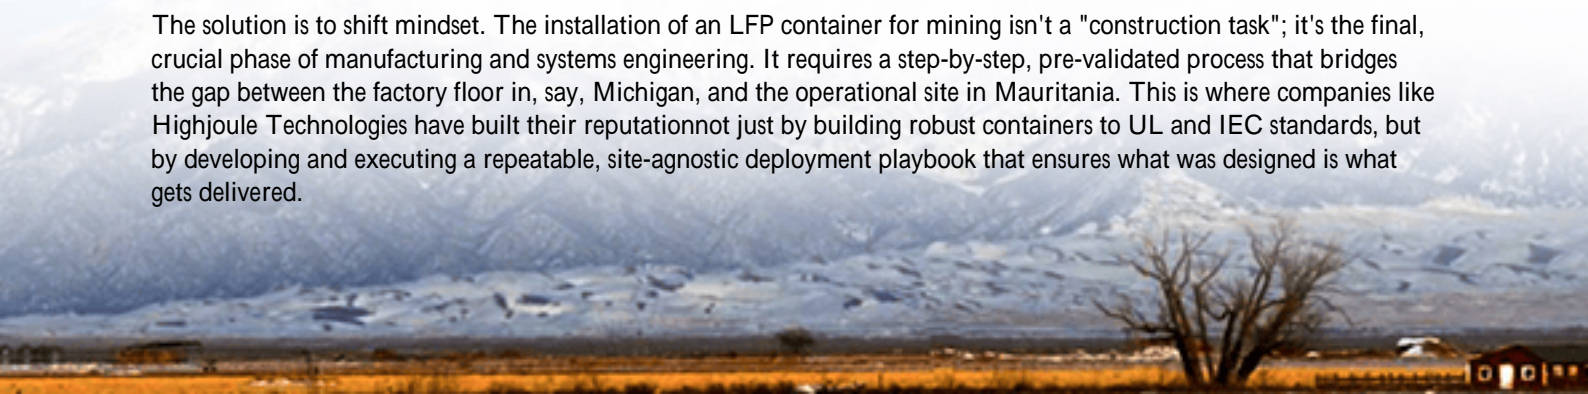 The solution is to shift mindset. The installation of an LFP container for mining isn't a "construction task"; it's the final,
crucial phase of manufacturing and systems engineering. It requires a step-by-step, pre-validated process that bridges
the gap between the factory floor in, say, Michigan, and the operational site in Mauritania. This is where companies like
Highjoule Technologies have built their reputationnot just by building robust containers to UL and IEC standards, but
by developing and executing a repeatable, site-agnostic deployment playbook that ensures what was designed is what
gets delivered.